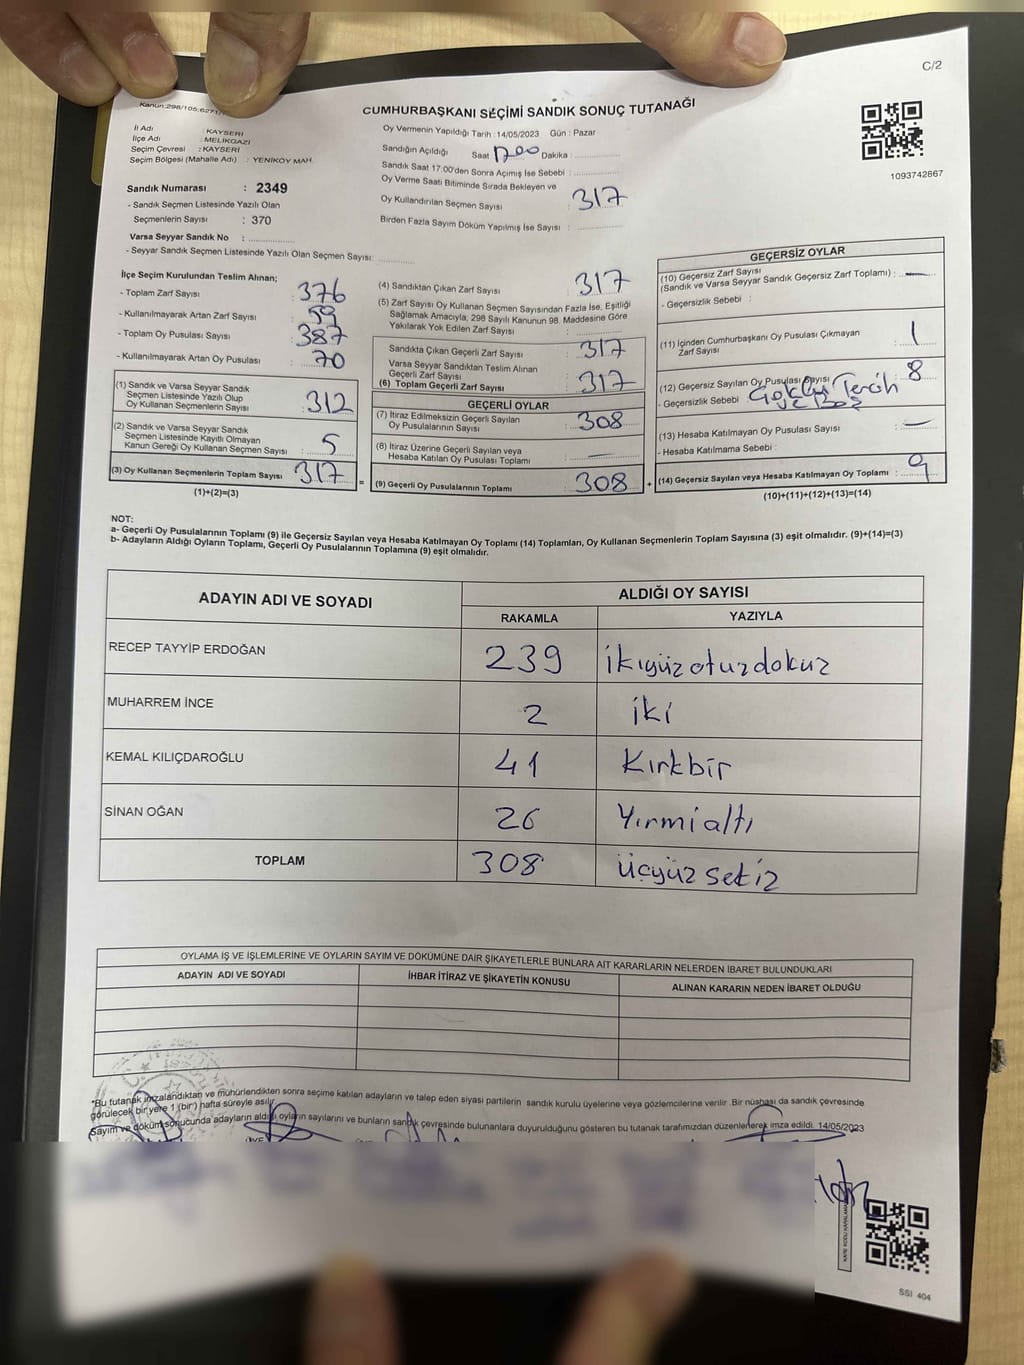 C/2
Kanun:298/105;6271/
CUMHURBAŞKANI SEÇİMİ SANDIK SONUÇ TUTANAĞI
İl Adı : KAYSERİ
İlçe Adı : MELİKGAZİ
Seçim Çevresi : KAYSERİ
Seçim Bölgesi (Mahalle Adı) : YENİKÖY MAH.
Sandık Numarası : 2349
- Sandık Seçmen Listesinde Yazılı Olan
Seçmenlerin Sayısı : 370
Varsa Seyyar Sandık No :
- Seyyar Sandık Seçmen Listesinde Yazılı Olan Seçmen Sayısı:
Oy Vermenin Yapıldığı Tarih : 14/05/2023 Gün : Pazar
Sandığın Açıldığı Saat 1700 Dakika :
Sandık Saat 17:00'den Sonra Açımış İse Sebebi :
Oy Verme Saati Bitiminde Sırada Bekleyen ve
Oy Kullandırılan Seçmen Sayısı : 317
Birden Fazla Sayım Döküm Yapılmış İse Sayısı :
1093742867
İlçe Seçim Kurulundan Teslim Alınan;
- Toplam Zarf Sayısı : 376
- Kullanılmayarak Artan Zarf Sayısı : 59
- Toplam Oy Pusulası Sayısı : 387
- Kullanılmayarak Artan Oy Pusulası : 70
(1) Sandık ve Varsa Seyyar Sandık
Seçmen Listesinde Yazılı Olup
Oy Kullanan Seçmenlerin Sayısı : 312
(2) Sandık ve Varsa Seyyar Sandık
Seçmen Listesinde Kayıtlı Olmayan
Kanun Gereği Oy Kullanan Seçmen Sayısı : 5
(3) Oy Kullanan Seçmenlerin Toplam Sayısı : 317
(1)+(2)=(3)
=
(4) Sandıktan Çıkan Zarf Sayısı : 317
(5) Zarf Sayısı Oy Kullanan Seçmen Sayısından Fazla İse, Eşitliği
Sağlamak Amacıyla; 298 Sayılı Kanunun 98. Maddesine Göre
Yakılarak Yok Edilen Zarf Sayısı :
Sandıkta Çıkan Geçerli Zarf Sayısı : 317
Varsa Seyyar Sandıktan Teslim Alınan
Geçerli Zarf Sayısı :
(6) Toplam Geçerli Zarf Sayısı : 317
GEÇERLİ OYLAR
(7) İtiraz Edilmeksizin Geçerli Sayılan
Oy Pusulalarının Sayısı : 308
(8) İtiraz Üzerine Geçerli Sayılan veya
Hesaba Katılan Oy Pusulası Toplamı : —
(9) Geçerli Oy Pusulalarının Toplamı : 308
+
GEÇERSİZ OYLAR
(10) Geçersiz Zarf Sayısı
(Sandık ve Varsa Seyyar Sandık Geçersiz Zarf Toplamı) : —
- Geçersizlik Sebebi :
(11) İçinden Cumhurbaşkanı Oy Pusulası Çıkmayan
Zarf Sayısı : 1
(12) Geçersiz Sayılan Oy Pusulası Sayısı : 8
- Geçersizlik Sebebi Tercih
(13) Hesaba Katılmayan Oy Pusulası Sayısı : —
- Hesaba Katılmama Sebebi :
(14) Geçersiz Sayılan veya Hesaba Katılmayan Oy Toplamı : 9
(10)+(11)+(12)+(13)=(14)
NOT:
a- Geçerli Oy Pusulalarının Toplamı (9) ile Geçersiz Sayılan veya Hesaba Katılmayan Oy Toplamı (14) Toplamları, Oy Kullanan Seçmenlerin Toplam Sayısına (3) eşit olmalıdır. (9)+(14)=(3)
b- Adayların Aldığı Oyların Toplamı, Geçerli Oy Pusulalarının Toplamına (9) eşit olmalıdır.
ADAYIN ADI VE SOYADI ALDIĞI OY SAYISI
RAKAMLA YAZIYLA
RECEP TAYYİP ERDOĞAN 239 ikiyüzotuzdokuz
MUHARREM İNCE 2 iki
KEMAL KILIÇDAROĞLU 41 Kırkbir
SİNAN OĞAN 26 Yırmialtı
TOPLAM 308 üçyüzsekiz
OYLAMA İŞ VE İŞLEMLERİNE VE OYLARIN SAYIM VE DÖKÜMÜNE DAİR ŞİKAYETLERLE BUNLARA AİT KARARLARIN NELERDEN İBARET BULUNDUKLARI
ADAYIN ADI VE SOYADI İHBAR İTİRAZ VE ŞİKAYETİN KONUSU ALINAN KARARIN NEDEN İBARET OLDUĞU
"Bu tutanak imzalandıktan ve mühürlendikten sonra seçime katılan adayların ve talep eden siyasi partilerin sandık kurulu üyelerine veya gözlemcilerine verilir. Bir nüshası da sandık çevresinde
görülecek bir yere 1 (bir) hafta süreyle asılır.
Sayım ve döküm sonucunda adayların aldığı oyların sayılarını ve bunların sandık çevresinde bulunanlara duyurulduğunu gösteren bu tutanak tarafımızdan düzenlenerek imza edildi. 14/05/2023
SSI 404